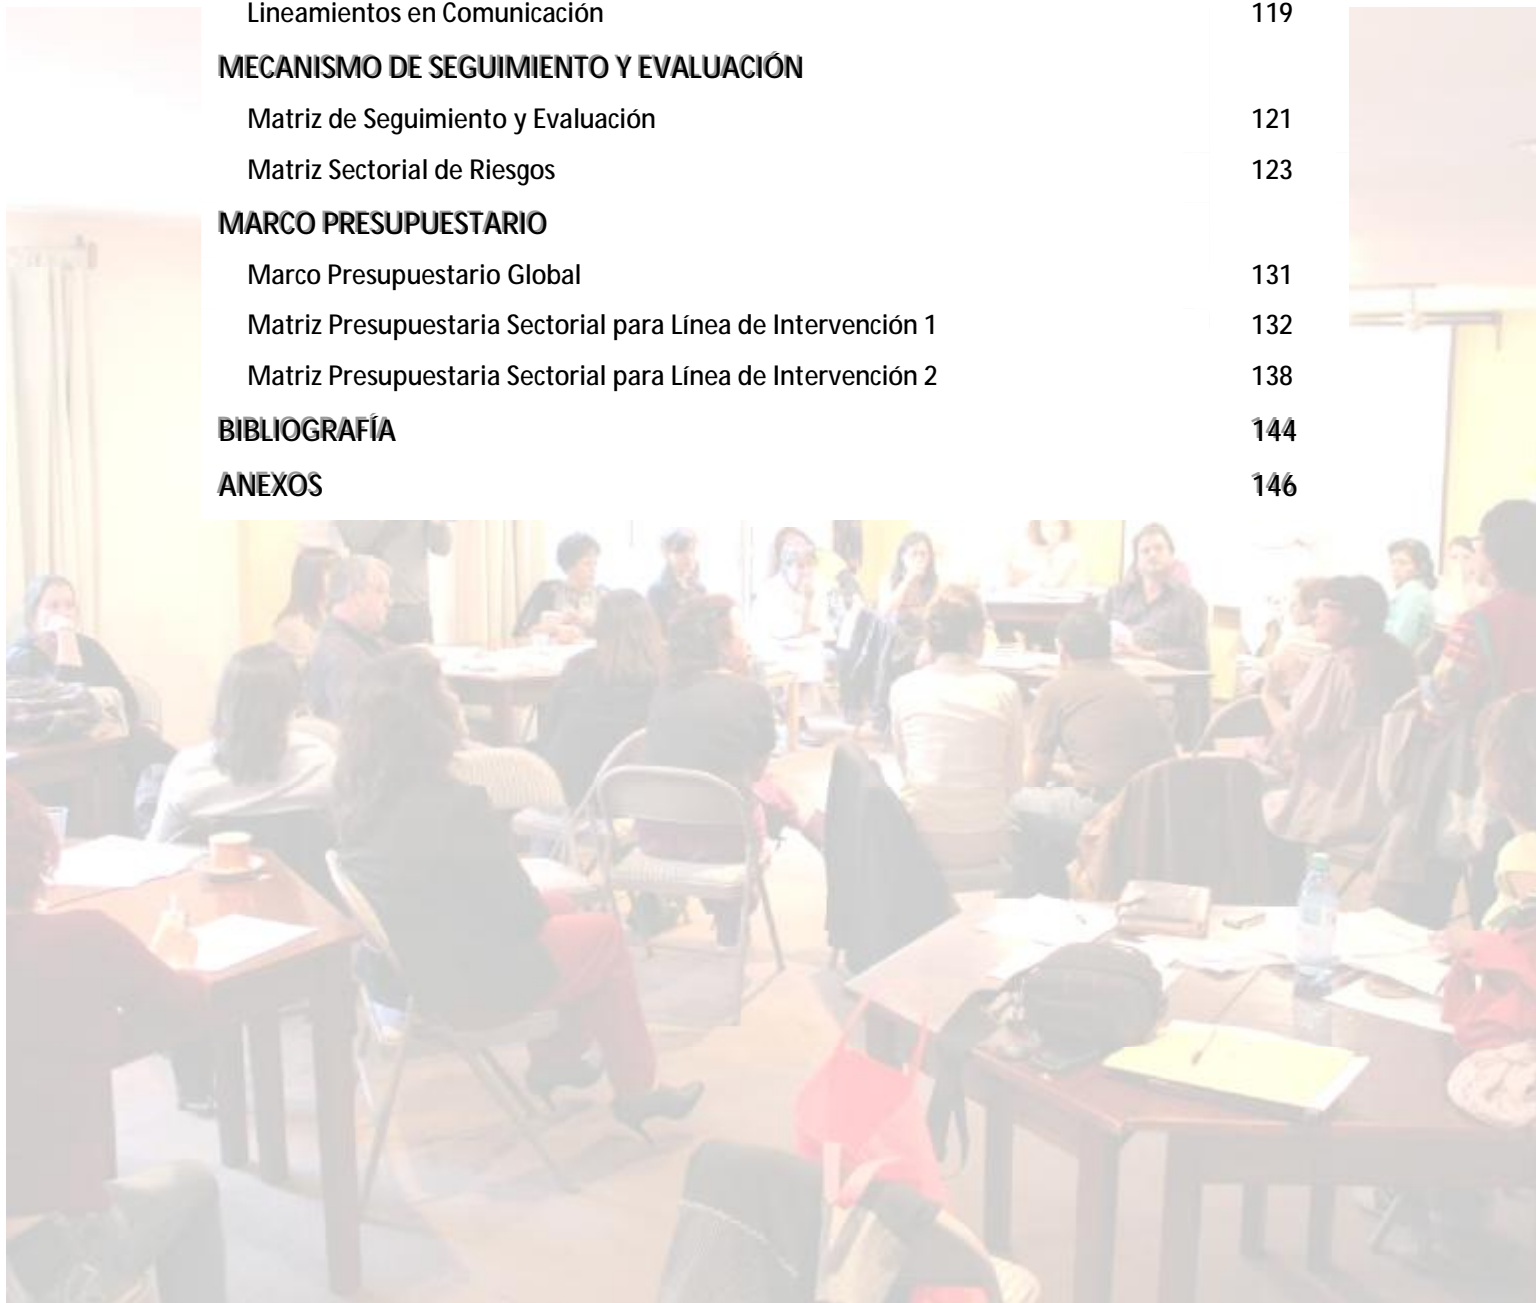 Lineamientos en Comunicación 119
MECANISMO DE SEGUIMIENTO Y EVALUACIÓN
Matriz de Seguimiento y Evaluación 121
Matriz Sectorial de Riesgos 123
MARCO PRESUPUESTARIO
Marco Presupuestario Global 131
Matriz Presupuestaria Sectorial para Línea de Intervención 1 132
Matriz Presupuestaria Sectorial para Línea de Intervención 2 138
BIBLIOGRAFÍA 144
ANEXOS 146